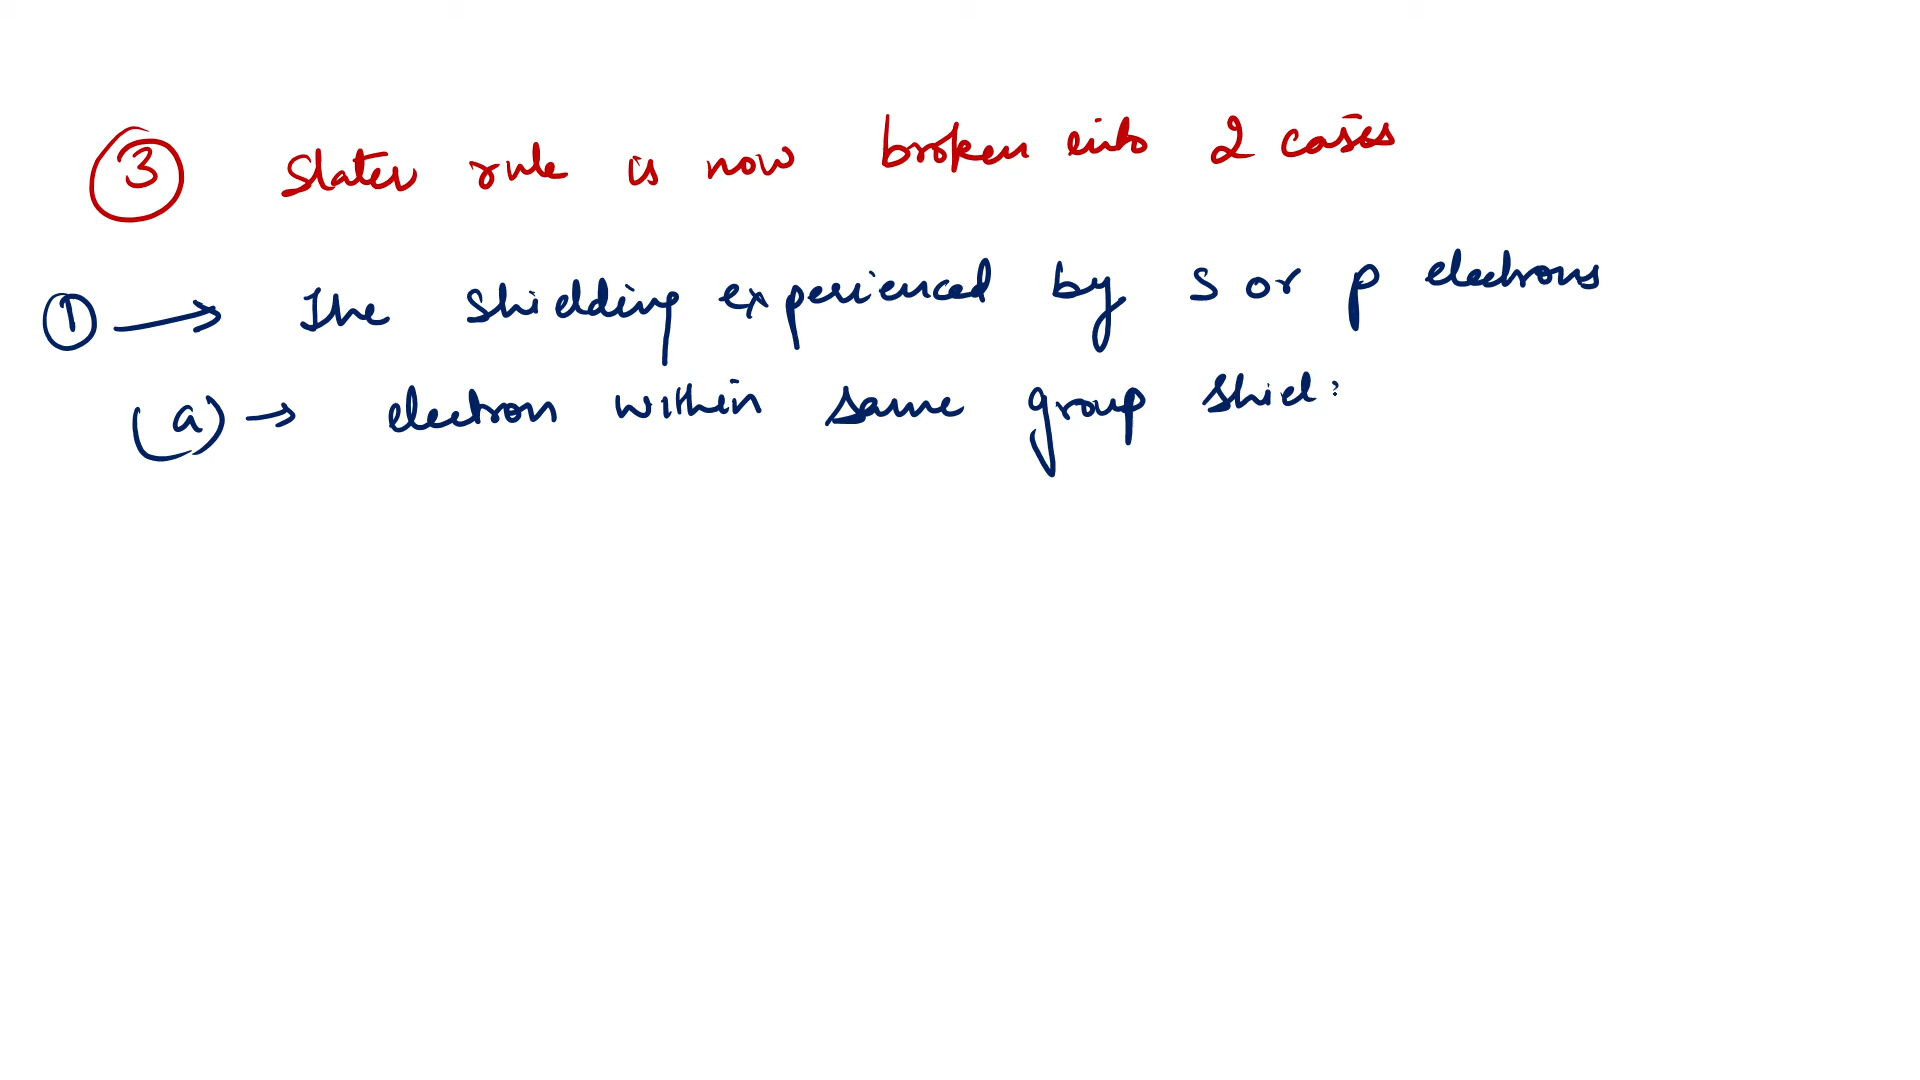 ③ Slater rule is now broken into 2 cases
① → The shielding experienced by s or p electrons
(a) → electron within same group shiel